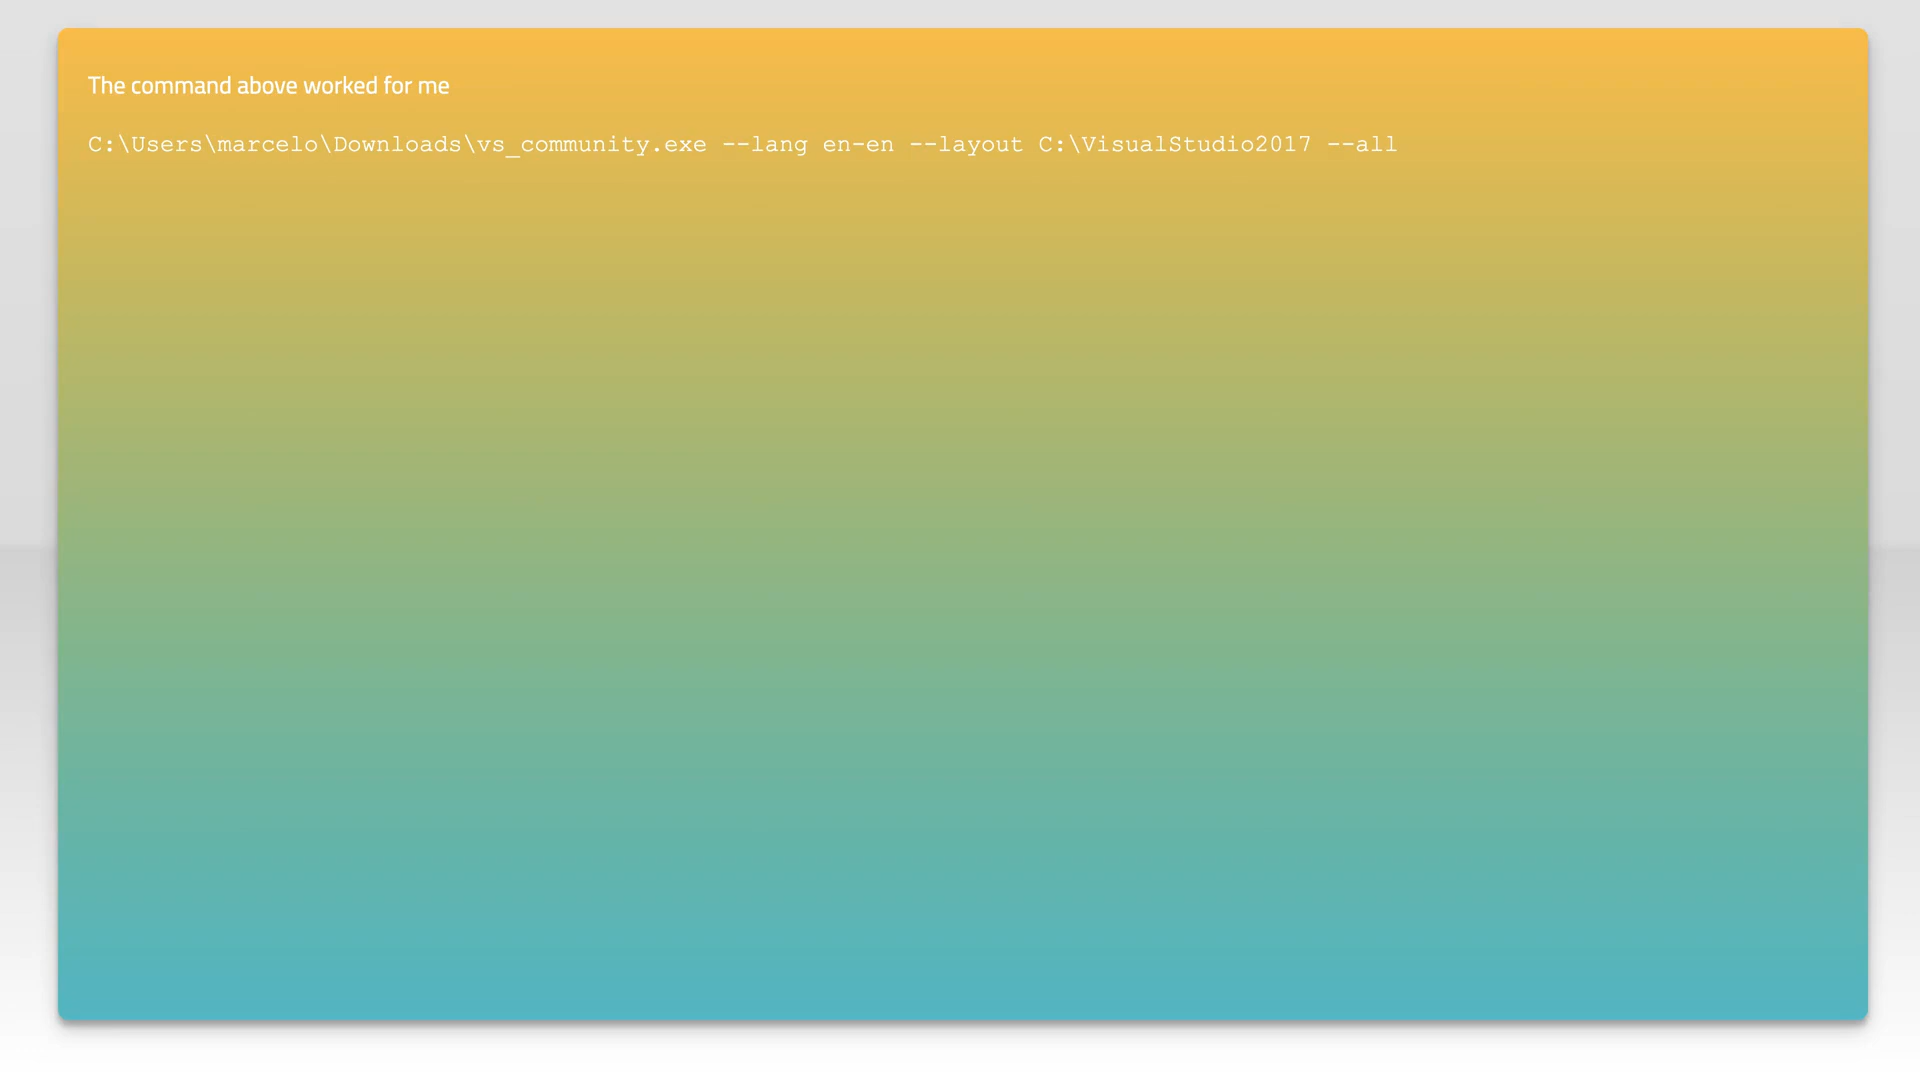 The command above worked for me
C:\Users\marcelo\Downloads\vs_community.exe --lang en-en --layout C:\VisualStudio2017 --all